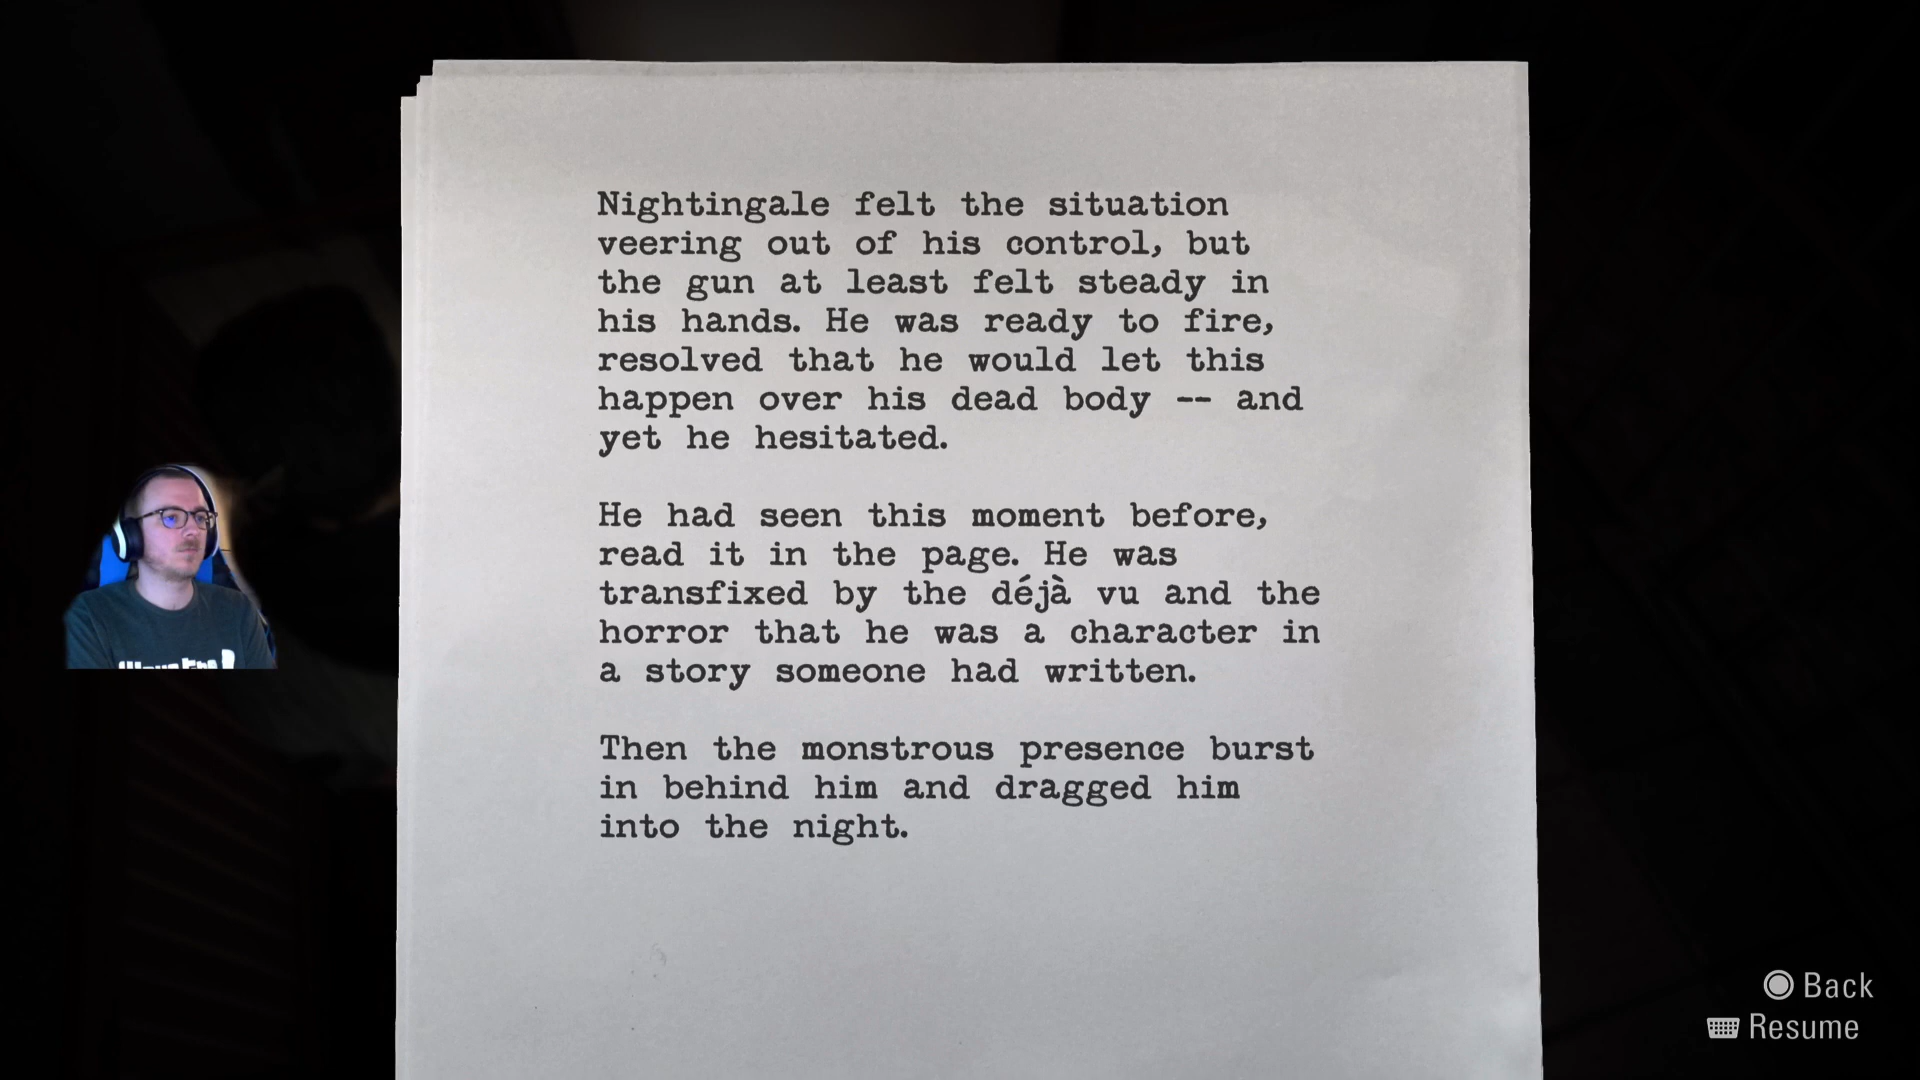 Nightingale felt the situation
veering out of his control, but
the gun at least felt steady in
his hands. He was ready to fire,
resolved that he would let this
happen over his dead body -- and
yet he hesitated.
He had seen this moment before,
read it in the page. He was
transfixed by the déjà vu and the
horror that he was a character in
a story someone had written.
Then the monstrous presence burst
in behind him and dragged him
into the night.
Back
Resume